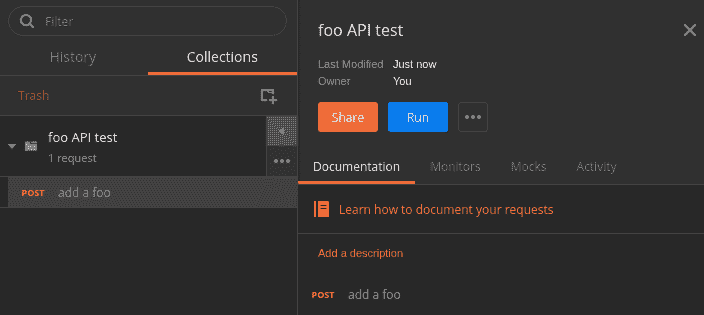 Filter
History Collections
Trash
foo API test
1 request
POST add a foo
foo API test
Last Modified Just now
Owner You
Share Run
Documentation Monitors Mocks Activity
Learn how to document your requests
Add a description
POST add a foo